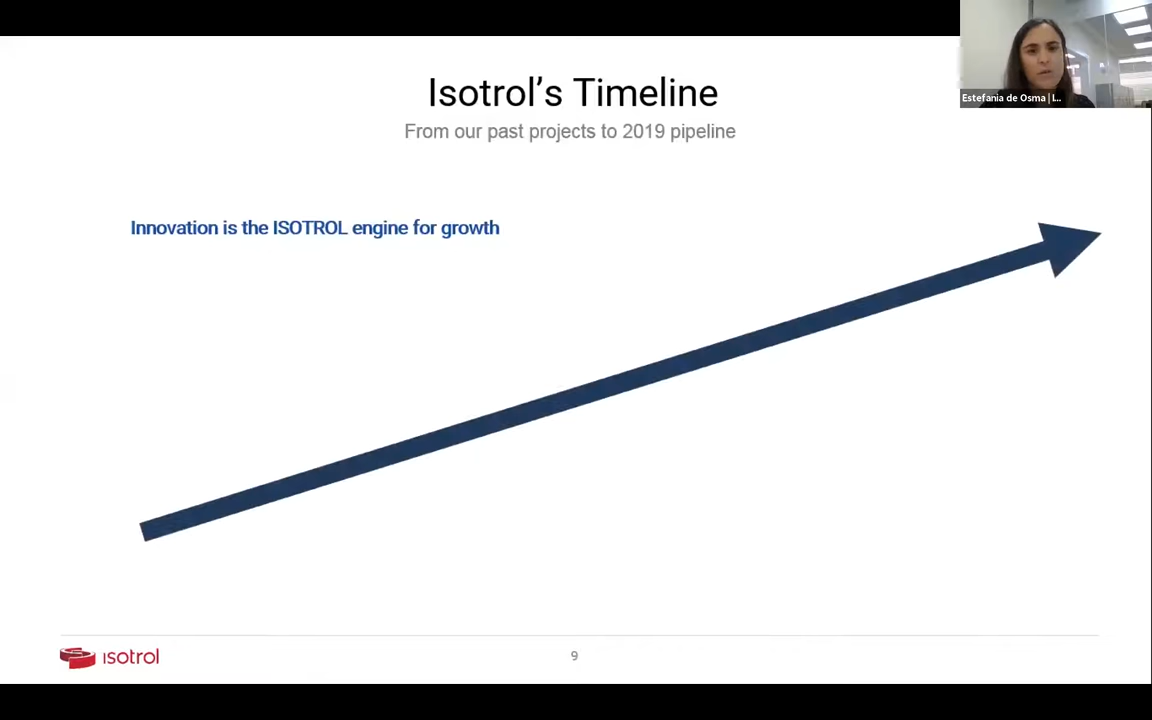 Isotrol's Timeline
From our past projects to 2019 pipeline
Estefania de Osma | I...
Innovation is the ISOTROL engine for growth
isotrol
9